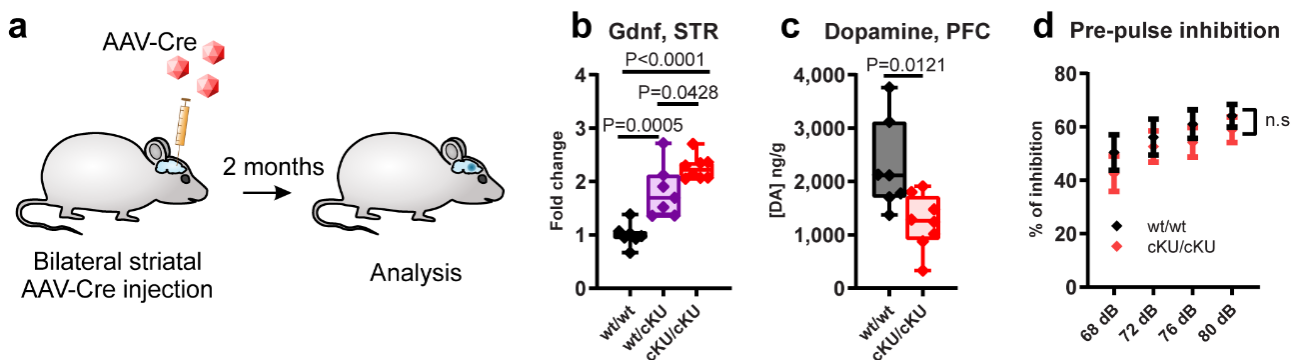 a
AAV-Cre
2 months
Bilateral striatal
AAV-Cre injection
Analysis
b
Gdnf, STR
P<0.0001
P=0.0428
P=0.0005
Fold change
4
3
2
1
0
wt/wt
wt/cKU
cKU/cKU
c
Dopamine, PFC
P=0.0121
[DA] ng/g
4,000
3,000
2,000
1,000
0
wt/wt
cKU/cKU
d
Pre-pulse inhibition
% of inhibition
80
60
40
20
0
n.s
wt/wt
cKU/cKU
68 dB
72 dB
76 dB
80 dB